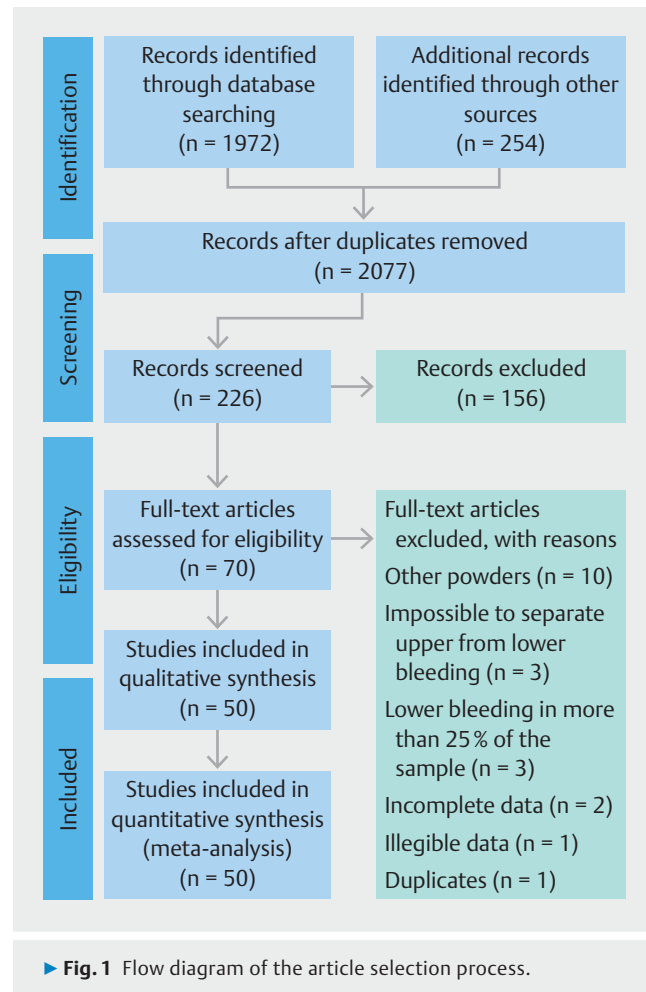 Identification
Records identified
through database
searching
(n = 1972)
Additional records
identified through other
sources
(n = 254)
Records after duplicates removed
(n = 2077)
Screening
Records screened
(n = 226)
Records excluded
(n = 156)
Eligibility
Full-text articles
assessed for eligibility
(n = 70)
Full-text articles
excluded, with reasons
Other powders (n = 10)
Impossible to separate
upper from lower
bleeding (n = 3)
Lower bleeding in more
than 25 % of the
sample (n = 3)
Incomplete data (n = 2)
Illegible data (n = 1)
Duplicates (n = 1)
Studies included in
qualitative synthesis
(n = 50)
Included
Studies included in
quantitative synthesis
(meta-analysis)
(n = 50)
▶ Fig. 1 Flow diagram of the article selection process.